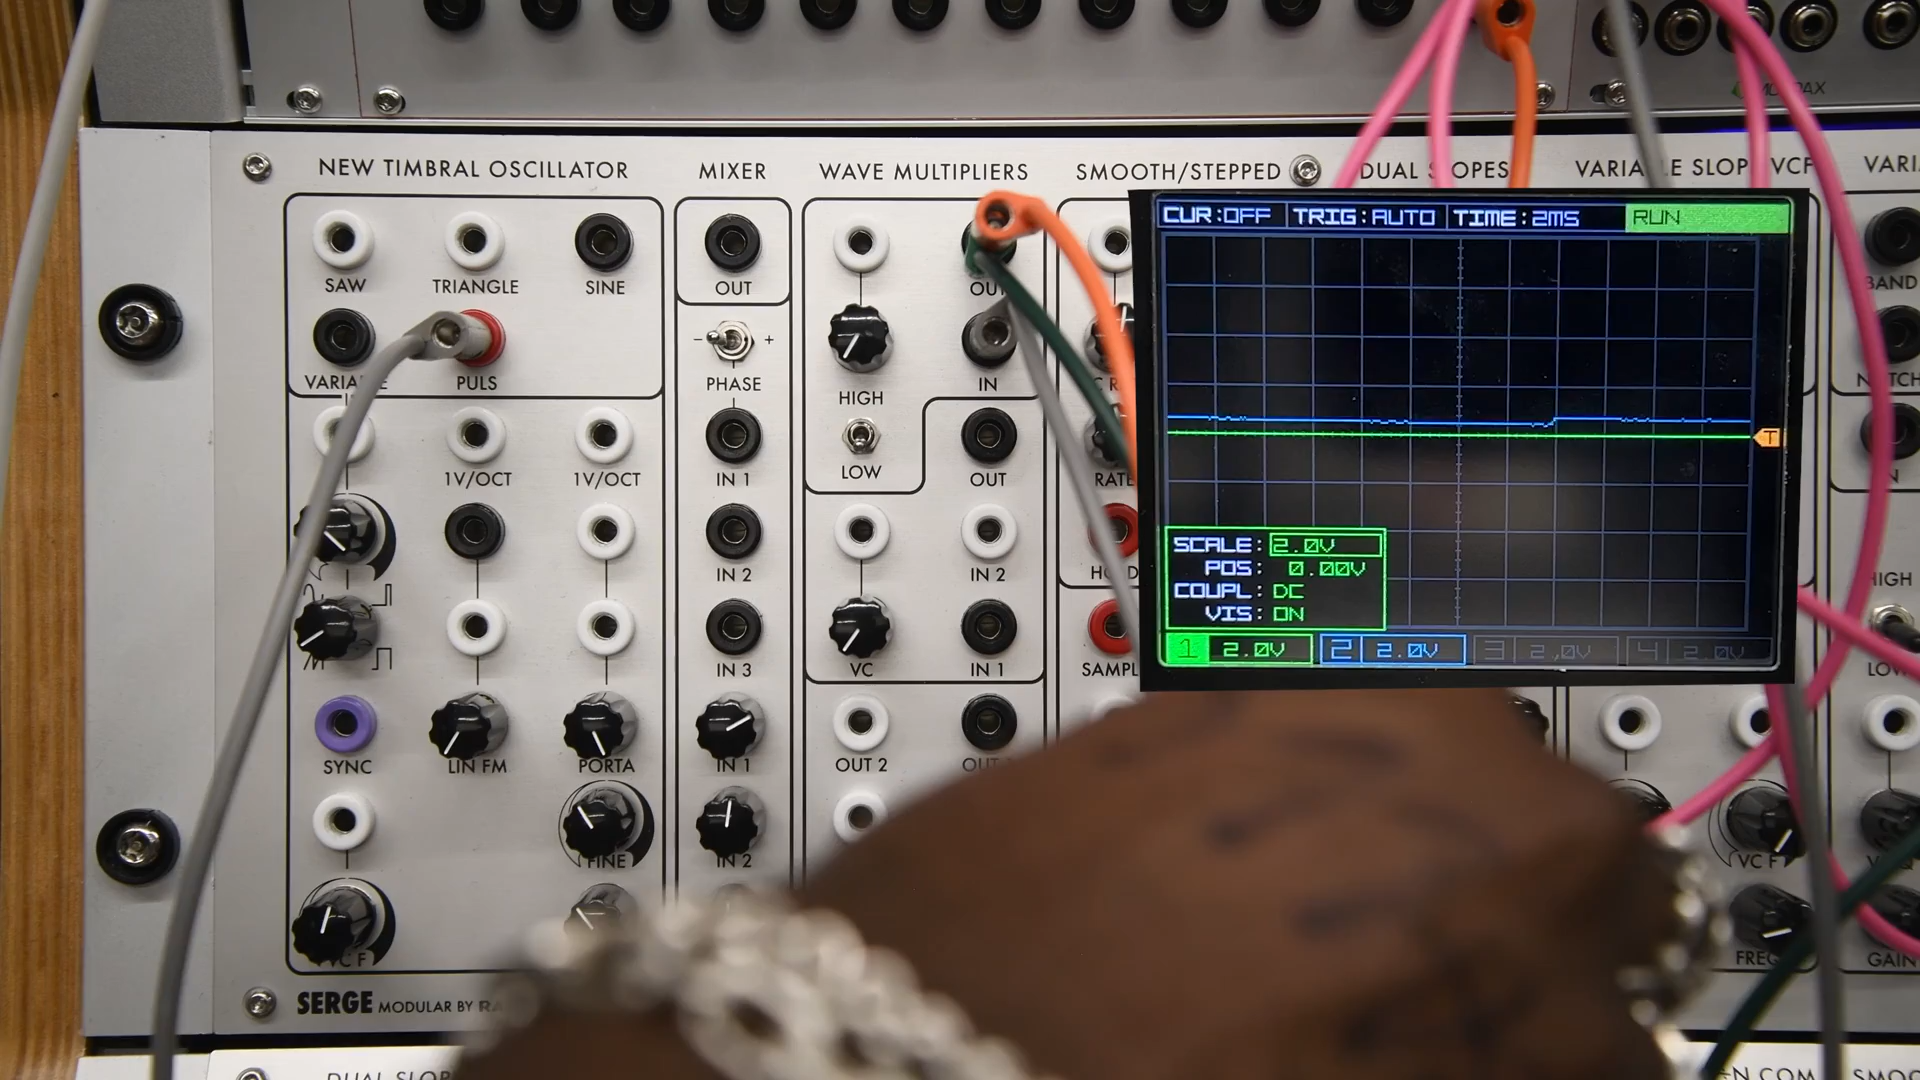 NEW TIMBRAL OSCILLATOR
MIXER
WAVE MULTIPLIERS
SMOOTH/STEPPED
DUAL SLOPES
VCF
SAW
TRIANGLE
SINE
OUT
PULS
- +
PHASE
IN
HIGH
BAND
1V/OCT
1V/OCT
IN 1
LOW
OUT
RATE
IN 2
IN 2
HIGH
IN 3
VC
IN 1
SAMPL
LOW
SYNC
LIN FM
PORTA
IN 1
OUT 2
FINE
IN 2
VC F
VC F
FREQ
GAIN
SERGE MODULAR BY
CUR:OFF
TRIG:AUTO
TIME:2MS
RUN
T
SCALE: 2.0V
POS: 0.00V
COUPL: DC
VIS: ON
1 2.0V
2 2.0V
3 2.0V
4 2.0V